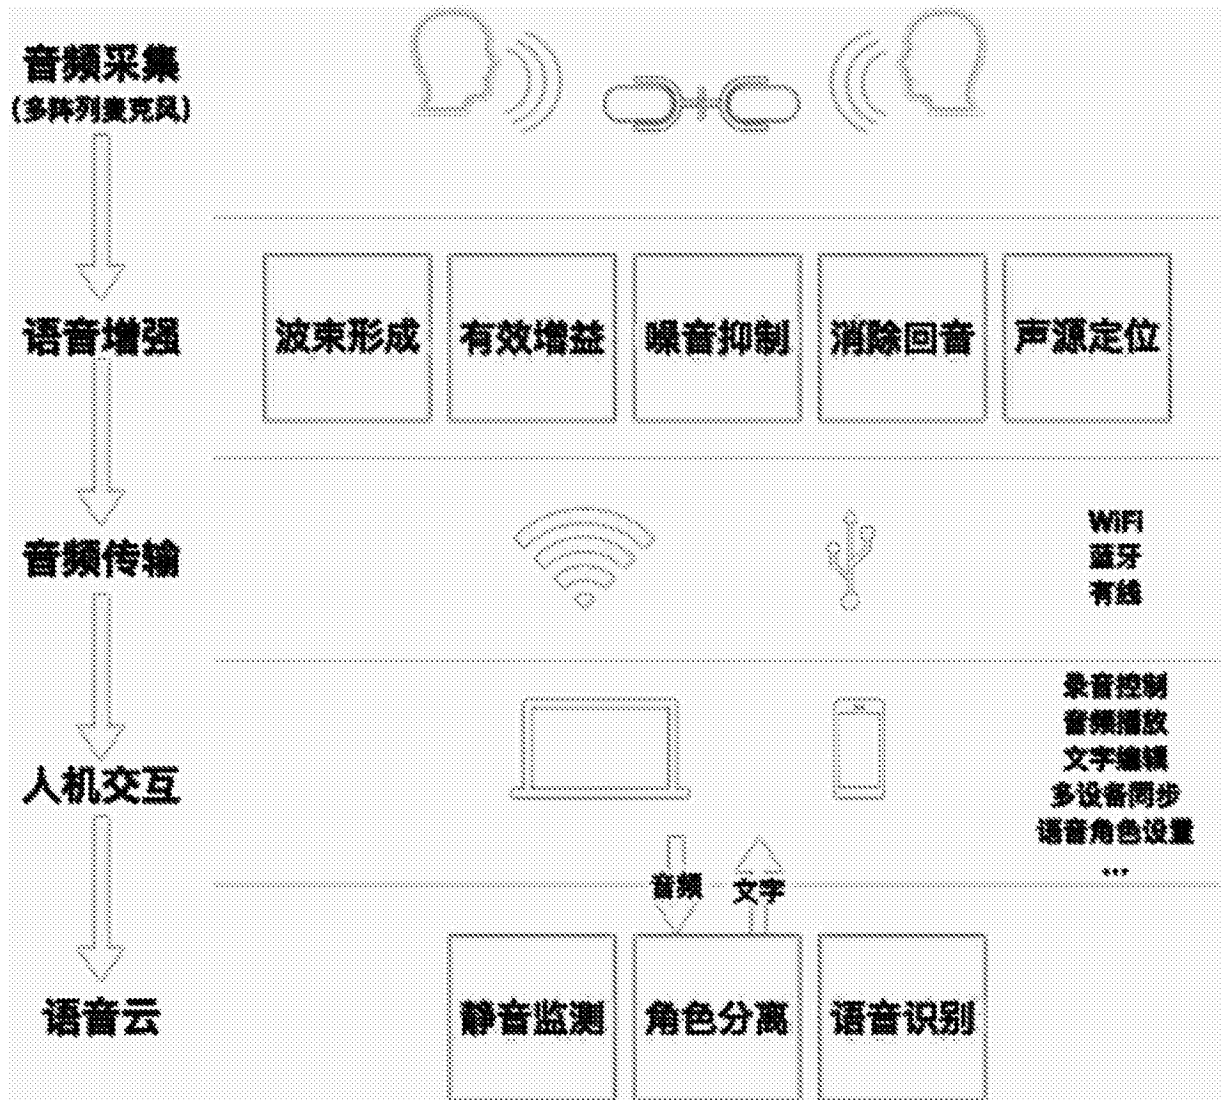 音频采集
(多阵列麦克风)
语音增强
波束形成
有效增益
噪音抑制
消除回音
声源定位
音频传输
WiFi
蓝牙
有线
人机交互
录音控制
音频播放
文字编辑
多设备同步
语音角色设置
...
音频
文字
语音云
静音监测
角色分离
语音识别